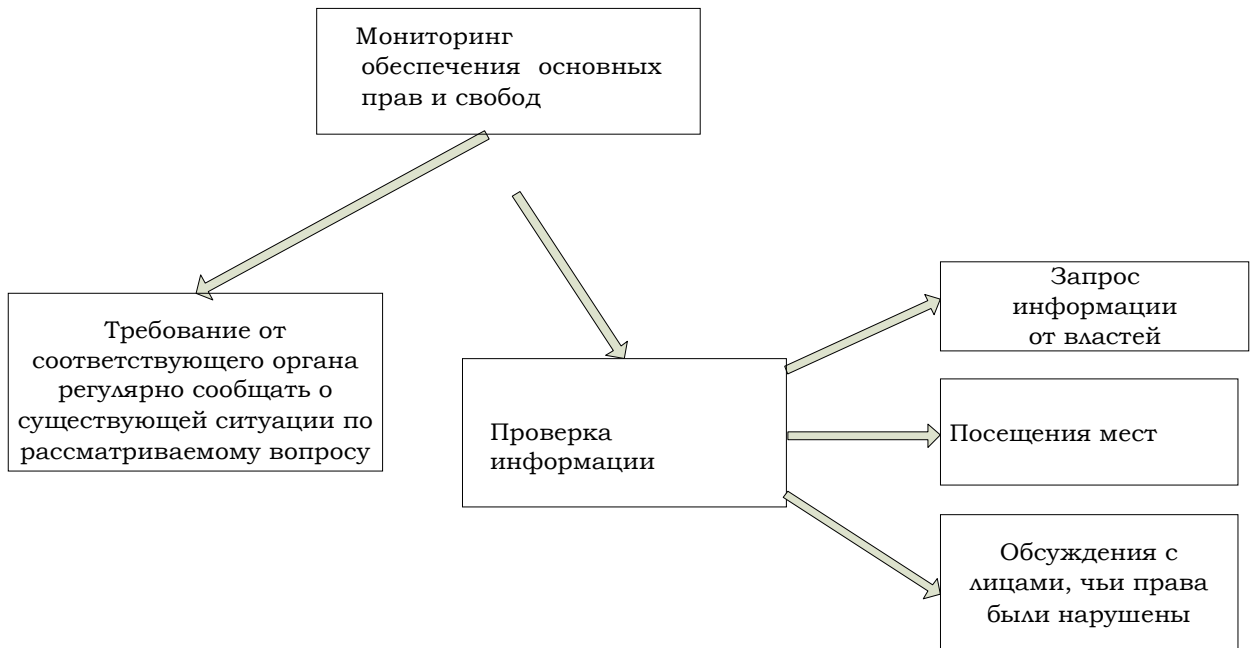 Мониторинг
обеспечения основных
прав и свобод
Требование от
соответствующего органа
регулярно сообщать о
существующей ситуации по
рассматриваемому вопросу
Проверка
информации
Запрос
информации
от властей
Посещения мест
Обсуждения с
лицами, чьи права
были нарушены